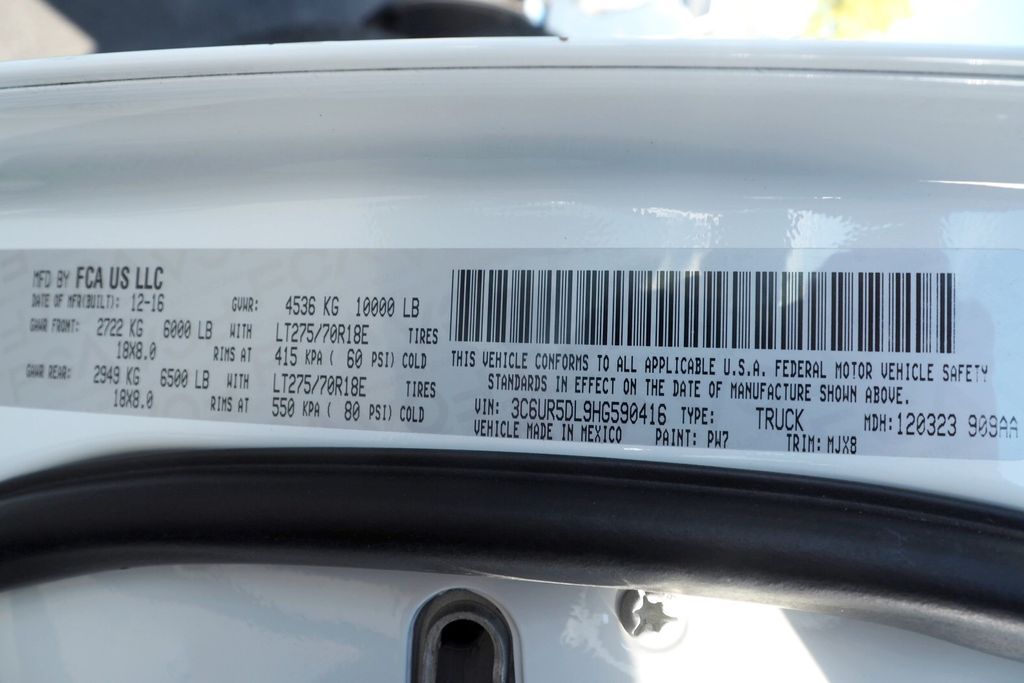 MFD BY FCA US LLC
DATE OF MFR(BUILT): 12-16 GVWR: 4536 KG 10000 LB
GAWR FRONT: 2722 KG 6000 LB WITH LT275/70R18E TIRES
18X8.0 RIMS AT 415 KPA ( 60 PSI) COLD
GAWR REAR: 2949 KG 6500 LB WITH LT275/70R18E TIRES
18X8.0 RIMS AT 550 KPA ( 80 PSI) COLD
THIS VEHICLE CONFORMS TO ALL APPLICABLE U.S.A. FEDERAL MOTOR VEHICLE SAFETY
STANDARDS IN EFFECT ON THE DATE OF MANUFACTURE SHOWN ABOVE.
VIN: 3C6UR5DL9HG590416 TYPE: TRUCK MDH: 120323 909AA
VEHICLE MADE IN MEXICO PAINT: PW7 TRIM: MJX8